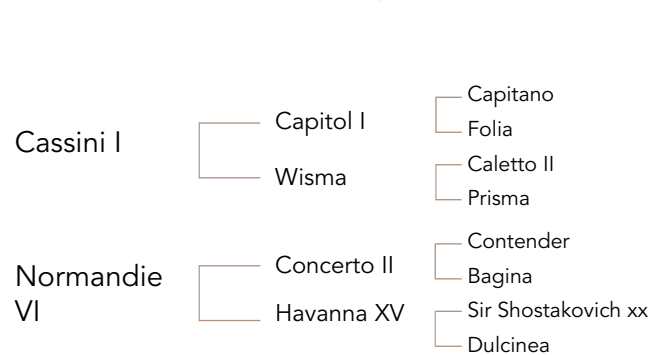 Cassini I
Capitol I
Capitano
Folia
Wisma
Caletto II
Prisma
Normandie
VI
Concerto II
Contender
Bagina
Havanna XV
Sir Shostakovich xx
Dulcinea